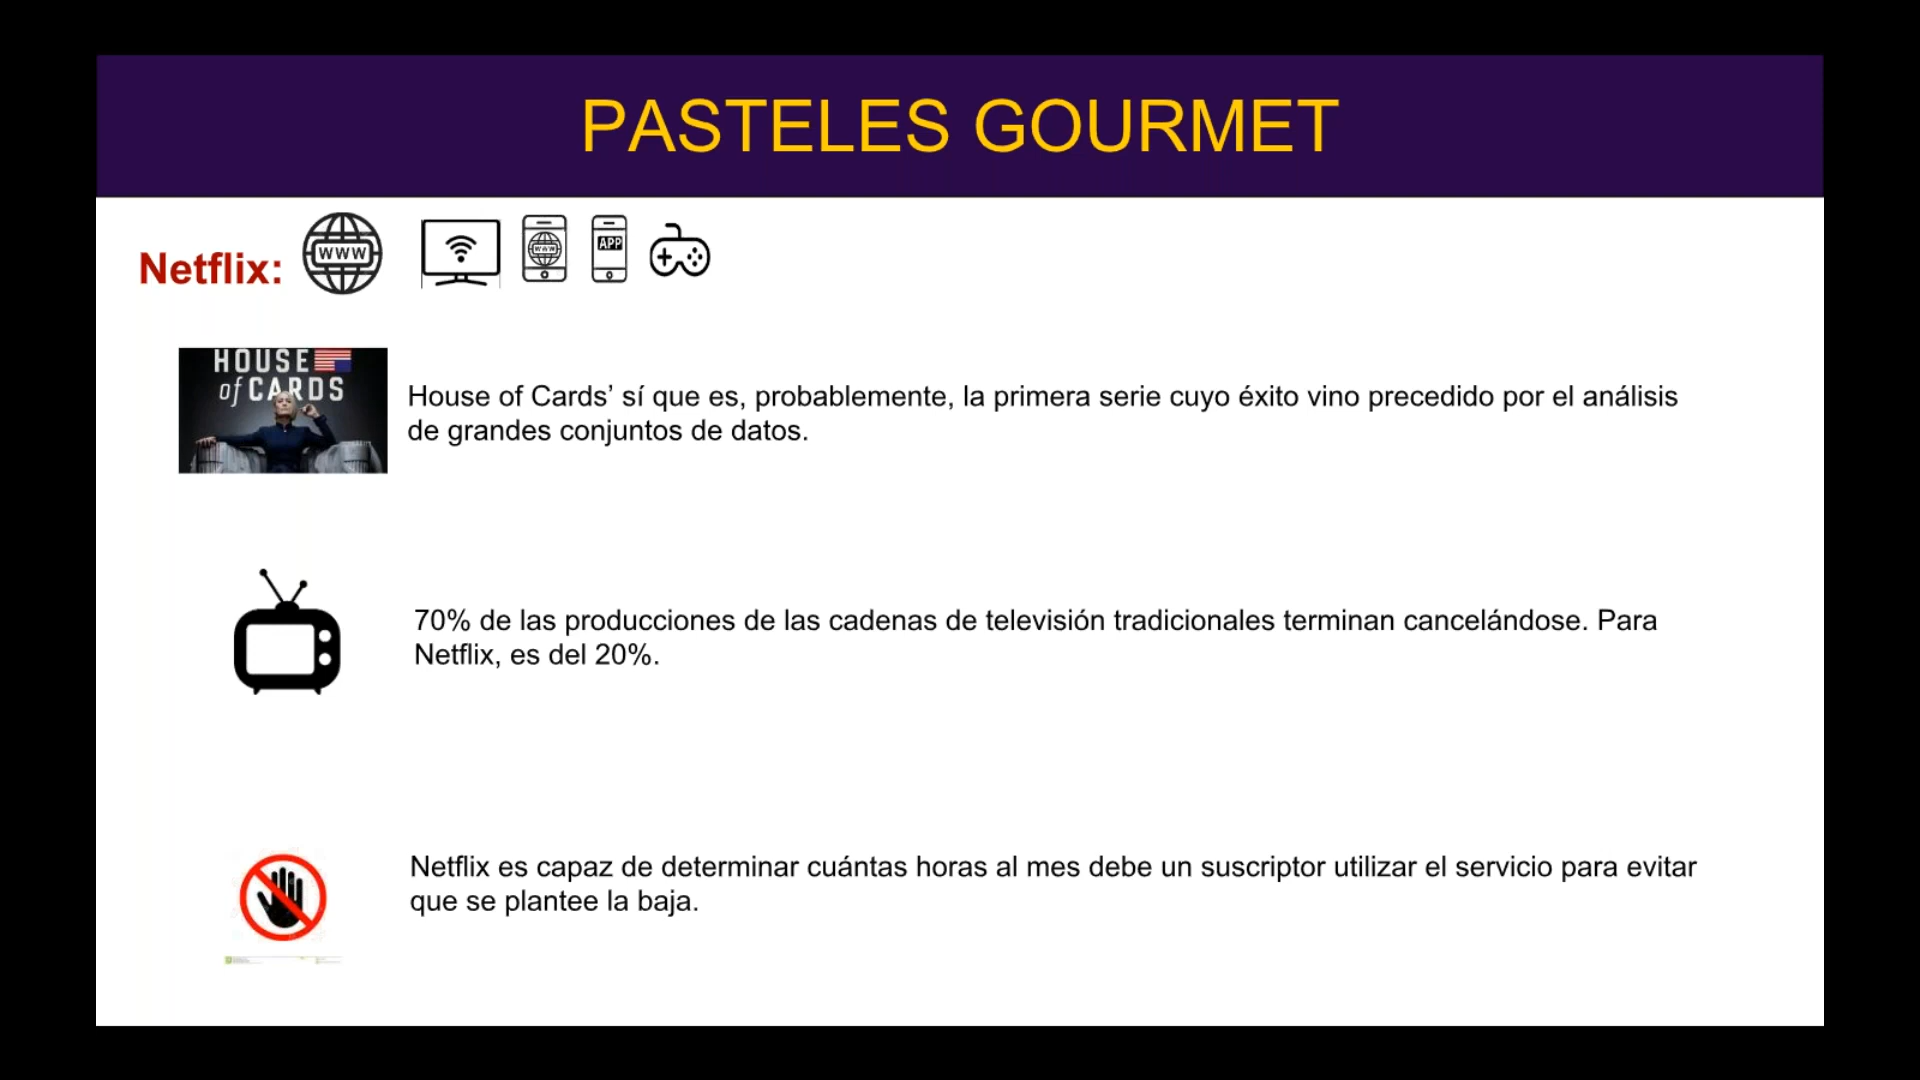 PASTELES GOURMET
Netflix:
WWW
WWW
APP
HOUSE
of CARDS
House of Cards’ sí que es, probablemente, la primera serie cuyo éxito vino precedido por el análisis
de grandes conjuntos de datos.
70% de las producciones de las cadenas de televisión tradicionales terminan cancelándose. Para
Netflix, es del 20%.
Netflix es capaz de determinar cuántas horas al mes debe un suscriptor utilizar el servicio para evitar
que se plantee la baja.